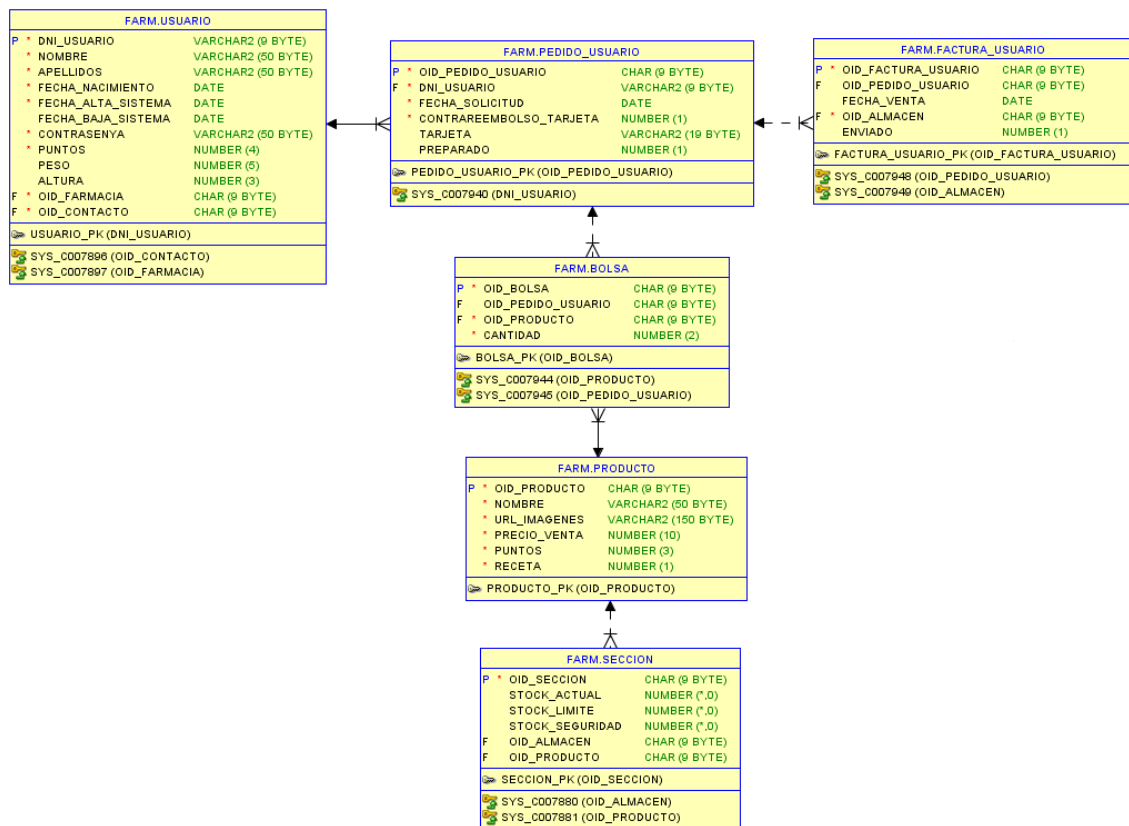 FARM.USUARIO
P * DNI_USUARIO VARCHAR2 (9 BYTE)
* NOMBRE VARCHAR2 (50 BYTE)
* APELLIDOS VARCHAR2 (50 BYTE)
* FECHA_NACIMIENTO DATE
* FECHA_ALTA_SISTEMA DATE
FECHA_BAJA_SISTEMA DATE
* CONTRASENYA VARCHAR2 (50 BYTE)
* PUNTOS NUMBER (4)
PESO NUMBER (5)
ALTURA NUMBER (3)
F * OID_FARMACIA CHAR (9 BYTE)
F * OID_CONTACTO CHAR (9 BYTE)
USUARIO_PK (DNI_USUARIO)
SYS_C007896 (OID_CONTACTO)
SYS_C007897 (OID_FARMACIA)
FARM.PEDIDO_USUARIO
P * OID_PEDIDO_USUARIO CHAR (9 BYTE)
F * DNI_USUARIO VARCHAR2 (9 BYTE)
* FECHA_SOLICITUD DATE
* CONTRAREEMBOLSO_TARJETA NUMBER (1)
TARJETA VARCHAR2 (19 BYTE)
PREPARADO NUMBER (1)
PEDIDO_USUARIO_PK (OID_PEDIDO_USUARIO)
SYS_C007940 (DNI_USUARIO)
FARM.FACTURA_USUARIO
P * OID_FACTURA_USUARIO CHAR (9 BYTE)
F OID_PEDIDO_USUARIO CHAR (9 BYTE)
FECHA_VENTA DATE
F * OID_ALMACEN CHAR (9 BYTE)
ENVIADO NUMBER (1)
FACTURA_USUARIO_PK (OID_FACTURA_USUARIO)
SYS_C007948 (OID_PEDIDO_USUARIO)
SYS_C007949 (OID_ALMACEN)
FARM.BOLSA
P * OID_BOLSA CHAR (9 BYTE)
F OID_PEDIDO_USUARIO CHAR (9 BYTE)
F * OID_PRODUCTO CHAR (9 BYTE)
* CANTIDAD NUMBER (2)
BOLSA_PK (OID_BOLSA)
SYS_C007944 (OID_PRODUCTO)
SYS_C007945 (OID_PEDIDO_USUARIO)
FARM.PRODUCTO
P * OID_PRODUCTO CHAR (9 BYTE)
* NOMBRE VARCHAR2 (50 BYTE)
* URL_IMAGENES VARCHAR2 (150 BYTE)
* PRECIO_VENTA NUMBER (10)
* PUNTOS NUMBER (3)
* RECETA NUMBER (1)
PRODUCTO_PK (OID_PRODUCTO)
FARM.SECCION
P * OID_SECCION CHAR (9 BYTE)
STOCK_ACTUAL NUMBER (*,0)
STOCK_LIMITE NUMBER (*,0)
STOCK_SEGURIDAD NUMBER (*,0)
F OID_ALMACEN CHAR (9 BYTE)
F OID_PRODUCTO CHAR (9 BYTE)
SECCION_PK (OID_SECCION)
SYS_C007880 (OID_ALMACEN)
SYS_C007881 (OID_PRODUCTO)